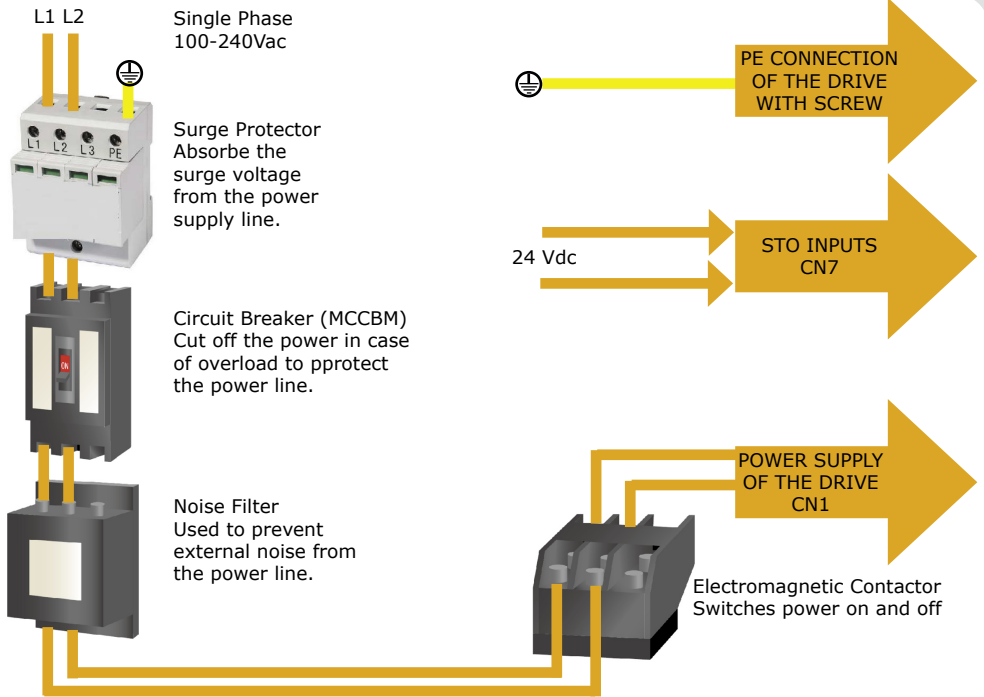 L1 L2
Single Phase
100-240Vac
L1 L2 L3 PE
Surge Protector
Absorbe the
surge voltage
from the power
supply line.
ON
Circuit Breaker (MCCBM)
Cut off the power in case
of overload to pprotect
the power line.
Noise Filter
Used to prevent
external noise from
the power line.
PE CONNECTION
OF THE DRIVE
WITH SCREW
24 Vdc
STO INPUTS
CN7
POWER SUPPLY
OF THE DRIVE
CN1
Electromagnetic Contactor
Switches power on and off